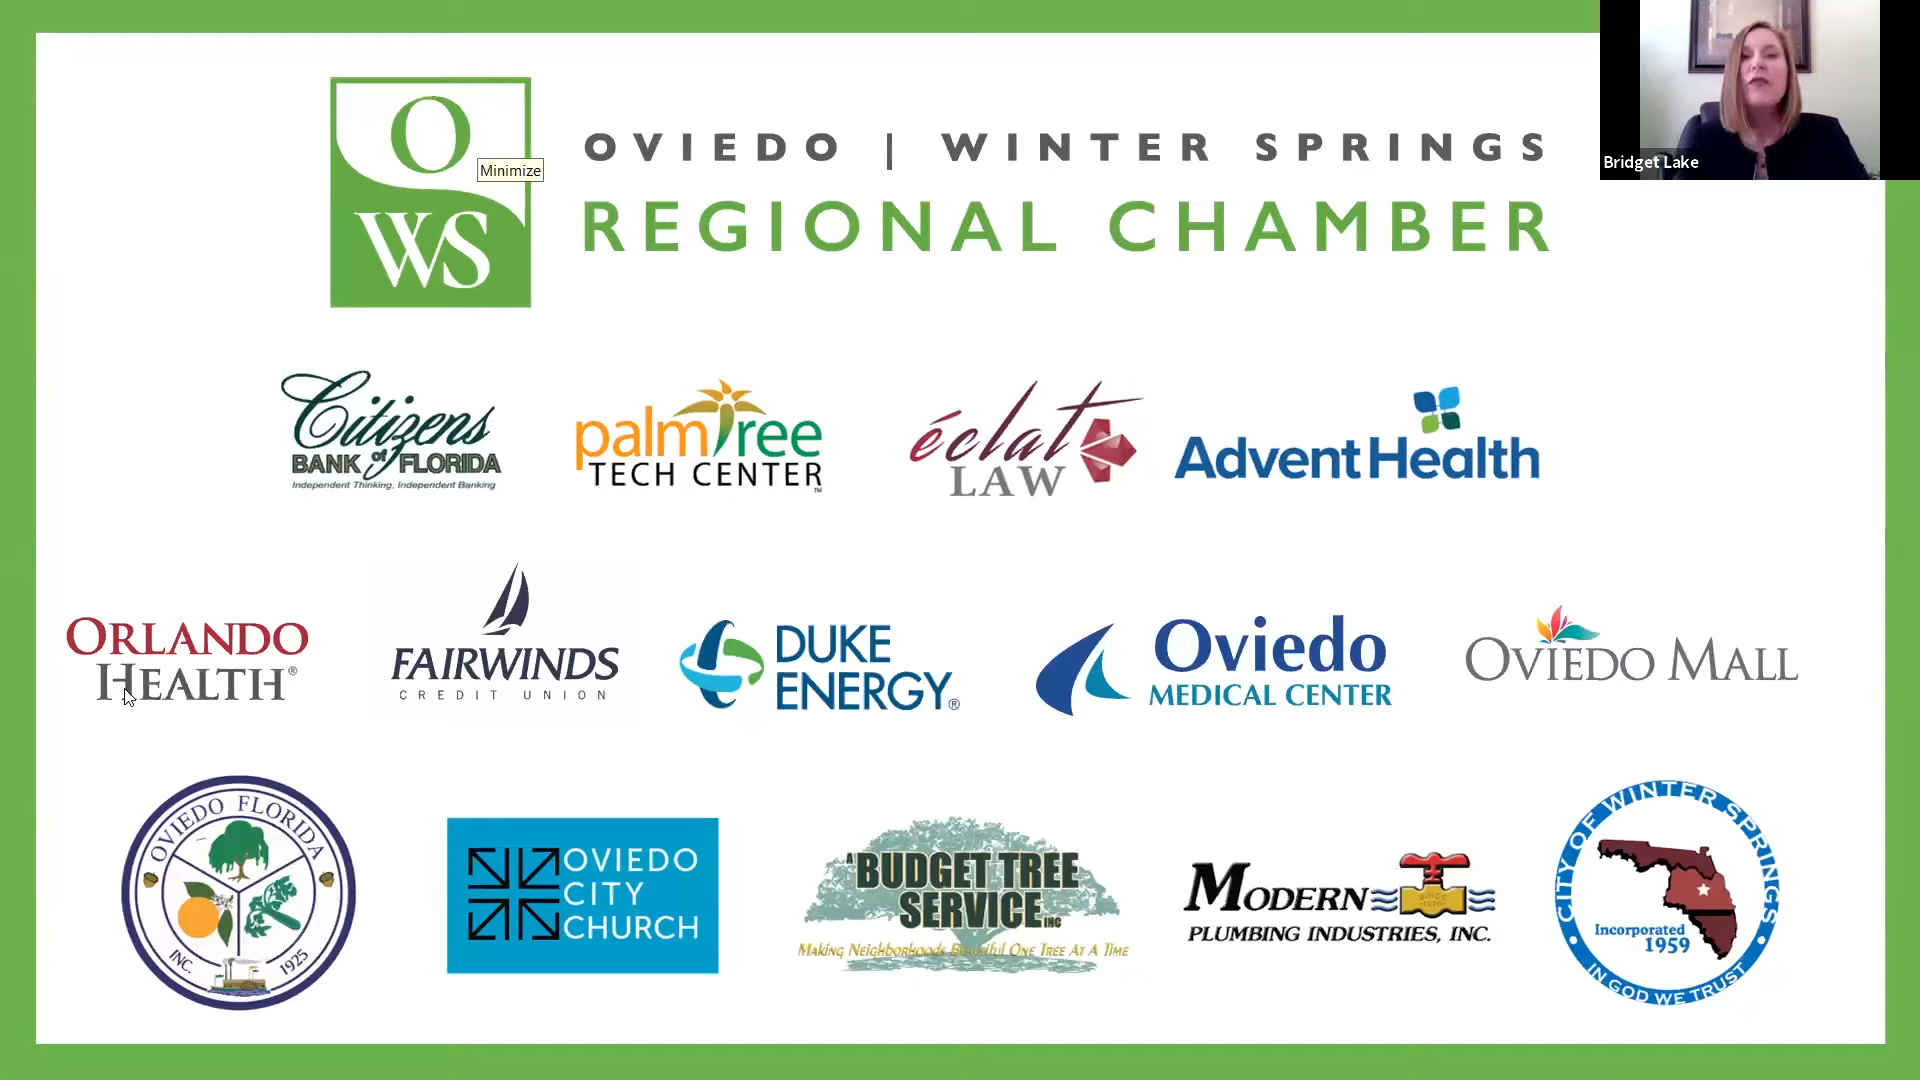 OVIEDO | WINTER SPRINGS
REGIONAL CHAMBER
O
WS
Minimize
Bridget Lake
Citizens
BANK of FLORIDA
Independent Thinking, Independent Banking
palmTree
TECH CENTER™
éclat
LAW
AdventHealth
ORLANDO
HEALTH®
FAIRWINDS
CREDIT UNION
DUKE
ENERGY®
Oviedo
MEDICAL CENTER
OVIEDO MALL
OVIEDO FLORIDA
INC. 1925
OVIEDO
CITY
CHURCH
A BUDGET TREE
SERVICE INC
Making Neighborhoods Beautiful One Tree At A Time
MODERN
SINCE
PLUMBING INDUSTRIES, INC.
CITY OF WINTER SPRINGS
Incorporated
1959
IN GOD WE TRUST